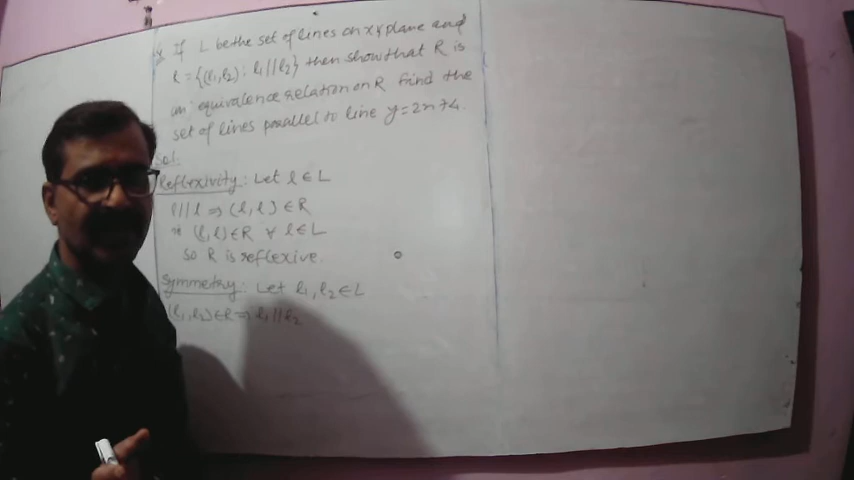 If L be the set of lines on xy plane and
R = {(l₁, l₂) : l₁ || l₂} then show that R is
an equivalence relation on R find the
set of lines parallel to line y = 2x + 4.
Sol.
Reflexivity : Let l ∈ L
l || l ⇒ (l, l) ∈ R
(l, l) ∈ R ∀ l ∈ L
so R is reflexive.
Symmetry : Let l₁, l₂ ∈ L
(l₁, l₂) ∈ R ⇒ l₁ || l₂